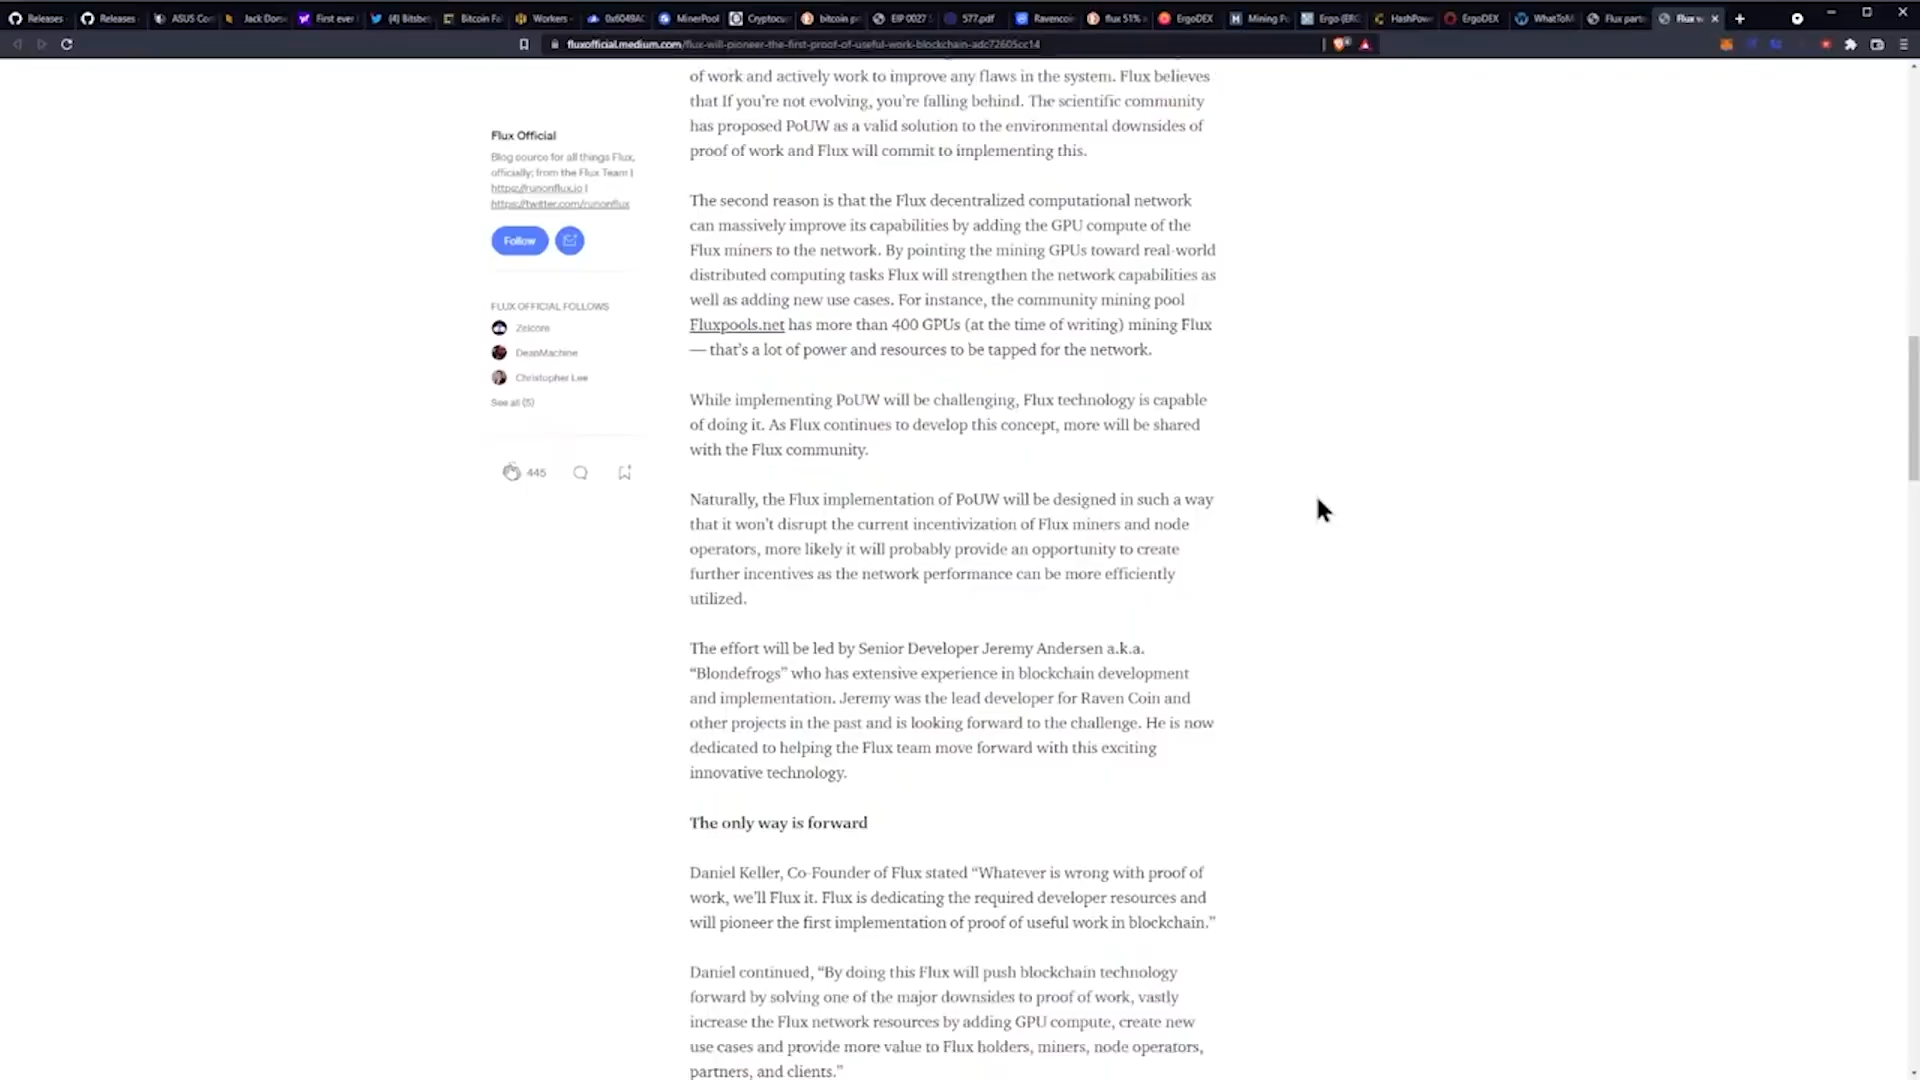 Releases
Releases
ASUS Co
Jack Dors
First ever
(4) Bitsbe
Bitcoin Fa
Workers -
0x6049AC
MinerPool
Cryptocu
bitcoin p
EIP 0027
577.pdf
Ravencoi
flux 51%
ErgoDEX
Mining P
Ergo (ERG
HashPow
ErgoDEX
WhatToM
Flux part
Flux w
fluxofficial.medium.com/flux-will-pioneer-the-first-proof-of-useful-work-blockchain-adc72605cc14
Flux Official
Blog source for all things Flux,
officially; from the Flux Team |
https://runonflux.io |
https://twitter.com/runonflux
Follow
FLUX OFFICIAL FOLLOWS
Zelcore
DeanMachine
Christopher Lee
See all (5)
445
of work and actively work to improve any flaws in the system. Flux believes
that If you're not evolving, you're falling behind. The scientific community
has proposed PoUW as a valid solution to the environmental downsides of
proof of work and Flux will commit to implementing this.
The second reason is that the Flux decentralized computational network
can massively improve its capabilities by adding the GPU compute of the
Flux miners to the network. By pointing the mining GPUs toward real-world
distributed computing tasks Flux will strengthen the network capabilities as
well as adding new use cases. For instance, the community mining pool
Fluxpools.net has more than 400 GPUs (at the time of writing) mining Flux
— that's a lot of power and resources to be tapped for the network.
While implementing PoUW will be challenging, Flux technology is capable
of doing it. As Flux continues to develop this concept, more will be shared
with the Flux community.
Naturally, the Flux implementation of PoUW will be designed in such a way
that it won't disrupt the current incentivization of Flux miners and node
operators, more likely it will probably provide an opportunity to create
further incentives as the network performance can be more efficiently
utilized.
The effort will be led by Senior Developer Jeremy Andersen a.k.a.
“Blondefrogs” who has extensive experience in blockchain development
and implementation. Jeremy was the lead developer for Raven Coin and
other projects in the past and is looking forward to the challenge. He is now
dedicated to helping the Flux team move forward with this exciting
innovative technology.
The only way is forward
Daniel Keller, Co-Founder of Flux stated “Whatever is wrong with proof of
work, we'll Flux it. Flux is dedicating the required developer resources and
will pioneer the first implementation of proof of useful work in blockchain.”
Daniel continued, “By doing this Flux will push blockchain technology
forward by solving one of the major downsides to proof of work, vastly
increase the Flux network resources by adding GPU compute, create new
use cases and provide more value to Flux holders, miners, node operators,
partners, and clients.”